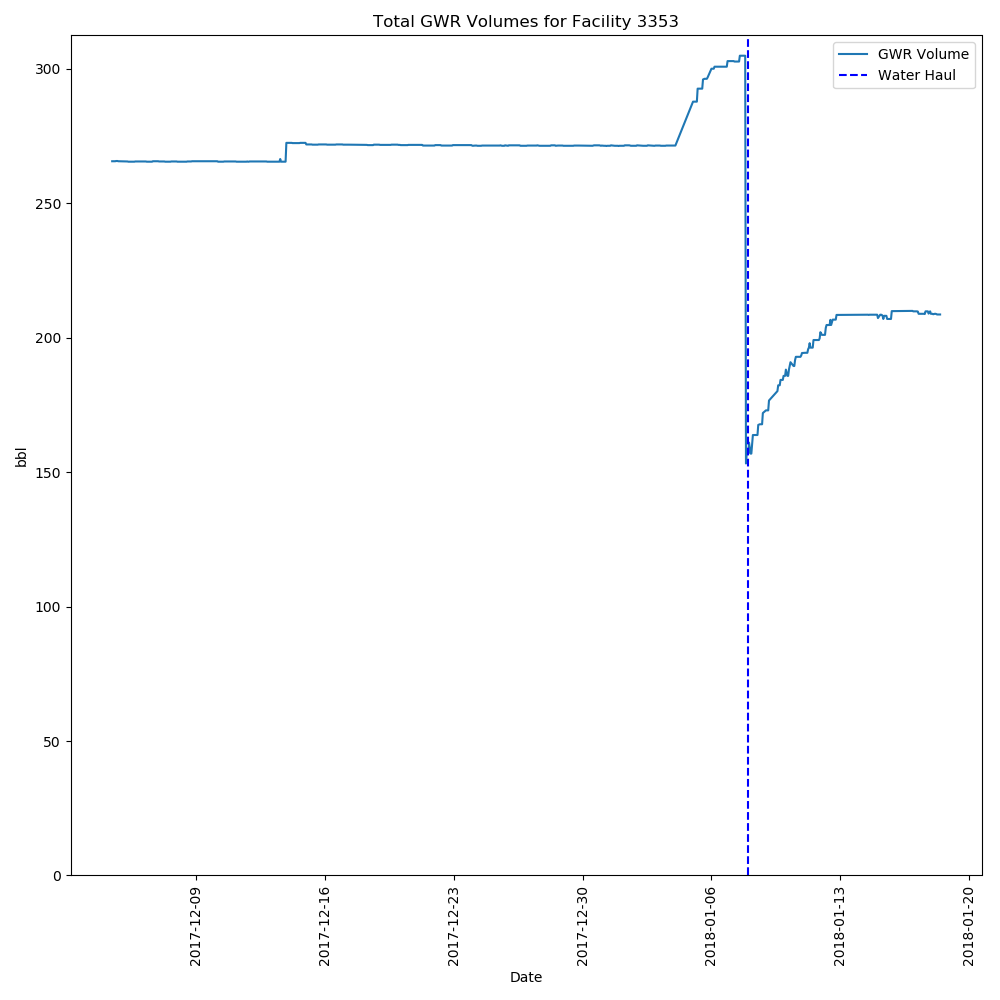 Total GWR Volumes for Facility 3353
GWR Volume
Water Haul
300
250
200
150
100
50
0
bbl
2017-12-09
2017-12-16
2017-12-23
2017-12-30
2018-01-06
2018-01-13
2018-01-20
Date